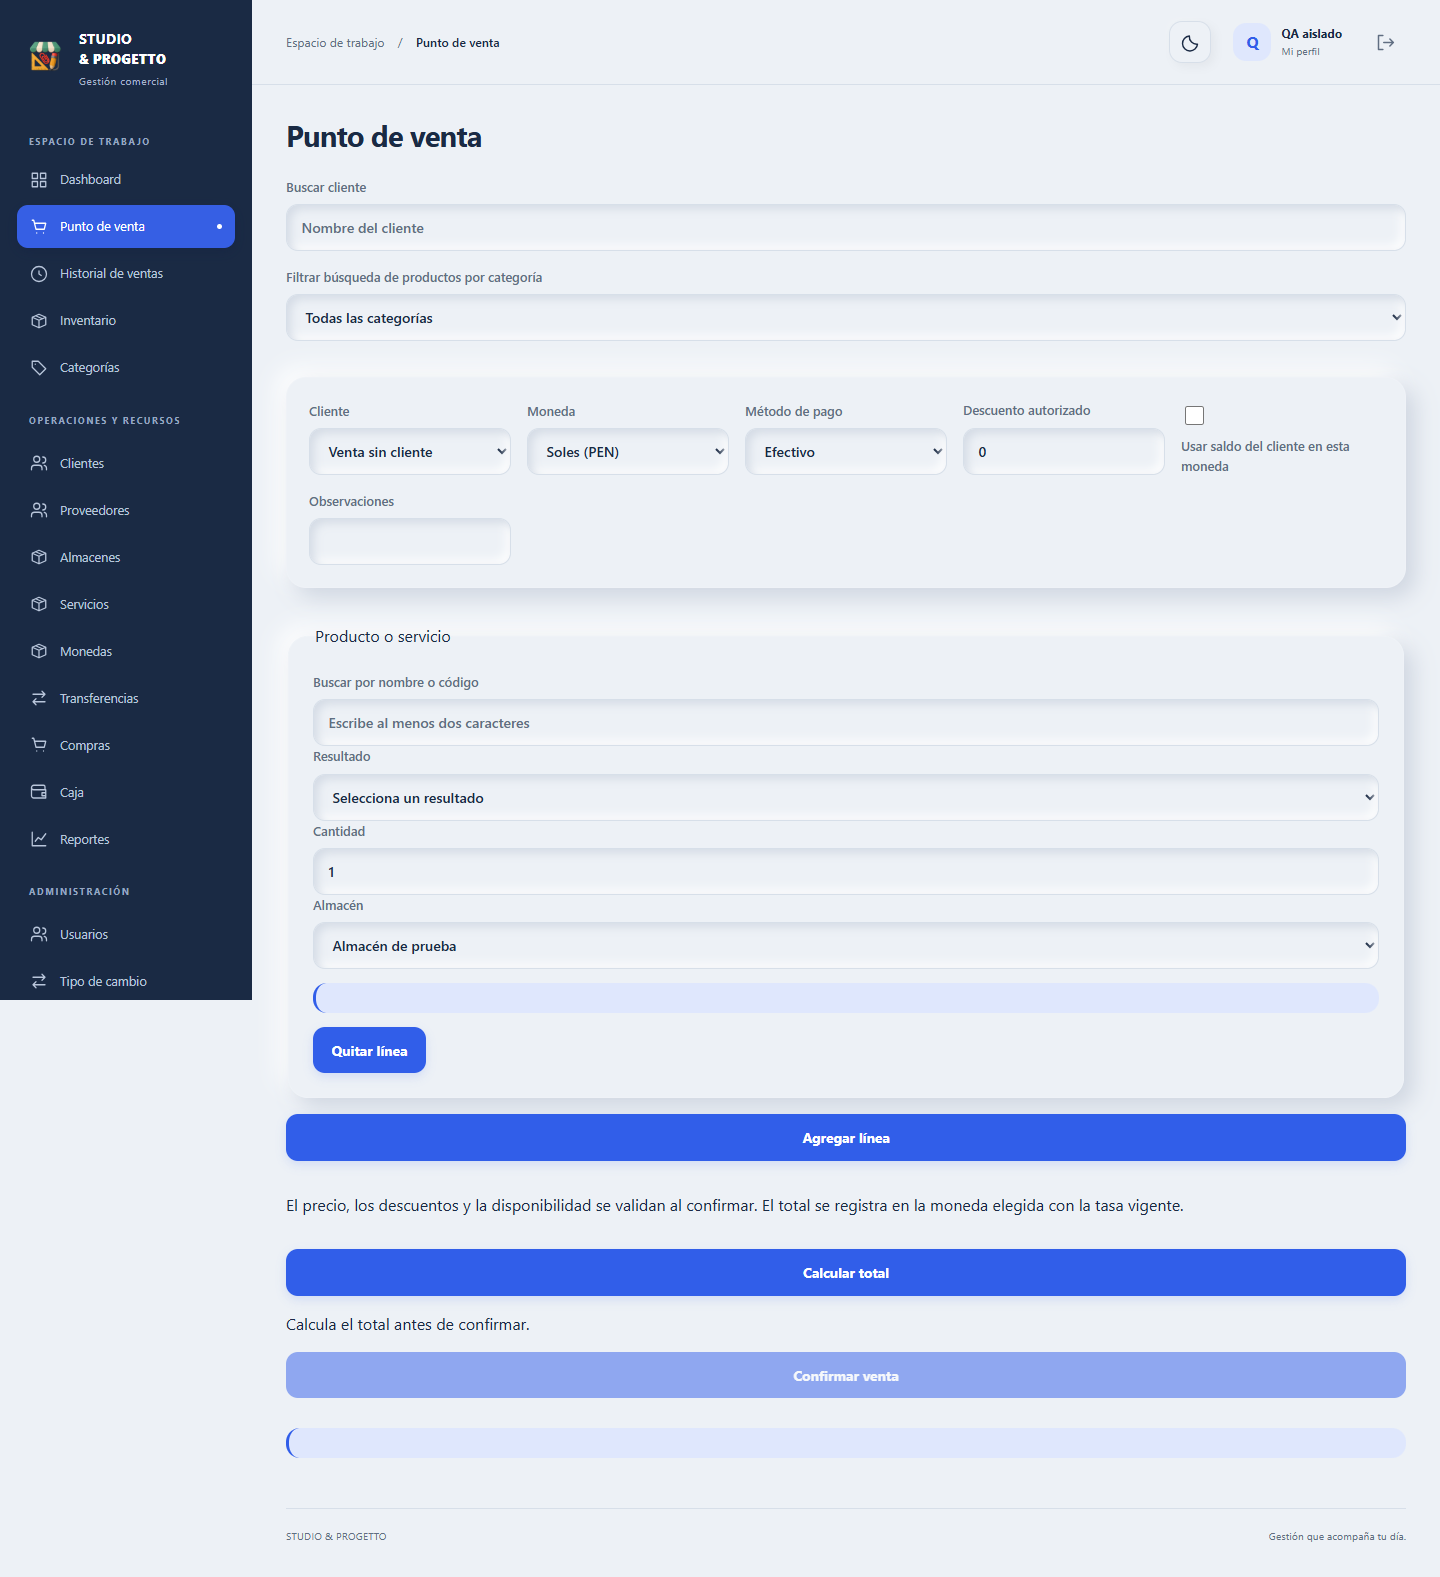 STUDIO
& PROGETTO
Gestión comercial
ESPACIO DE TRABAJO
Dashboard
Punto de venta
Historial de ventas
Inventario
Categorías
OPERACIONES Y RECURSOS
Clientes
Proveedores
Almacenes
Servicios
Monedas
Transferencias
Compras
Caja
Reportes
ADMINISTRACIÓN
Usuarios
Tipo de cambio
Espacio de trabajo / Punto de venta
Q
QA aislado
Mi perfil
Punto de venta
Buscar cliente
Nombre del cliente
Filtrar búsqueda de productos por categoría
Todas las categorías
Cliente
Venta sin cliente
Moneda
Soles (PEN)
Método de pago
Efectivo
Descuento autorizado
0
Usar saldo del cliente en esta
moneda
Observaciones
Producto o servicio
Buscar por nombre o código
Escribe al menos dos caracteres
Resultado
Selecciona un resultado
Cantidad
1
Almacén
Almacén de prueba
Quitar línea
Agregar línea
El precio, los descuentos y la disponibilidad se validan al confirmar. El total se registra en la moneda elegida con la tasa vigente.
Calcular total
Calcula el total antes de confirmar.
Confirmar venta
STUDIO & PROGETTO
Gestión que acompaña tu día.